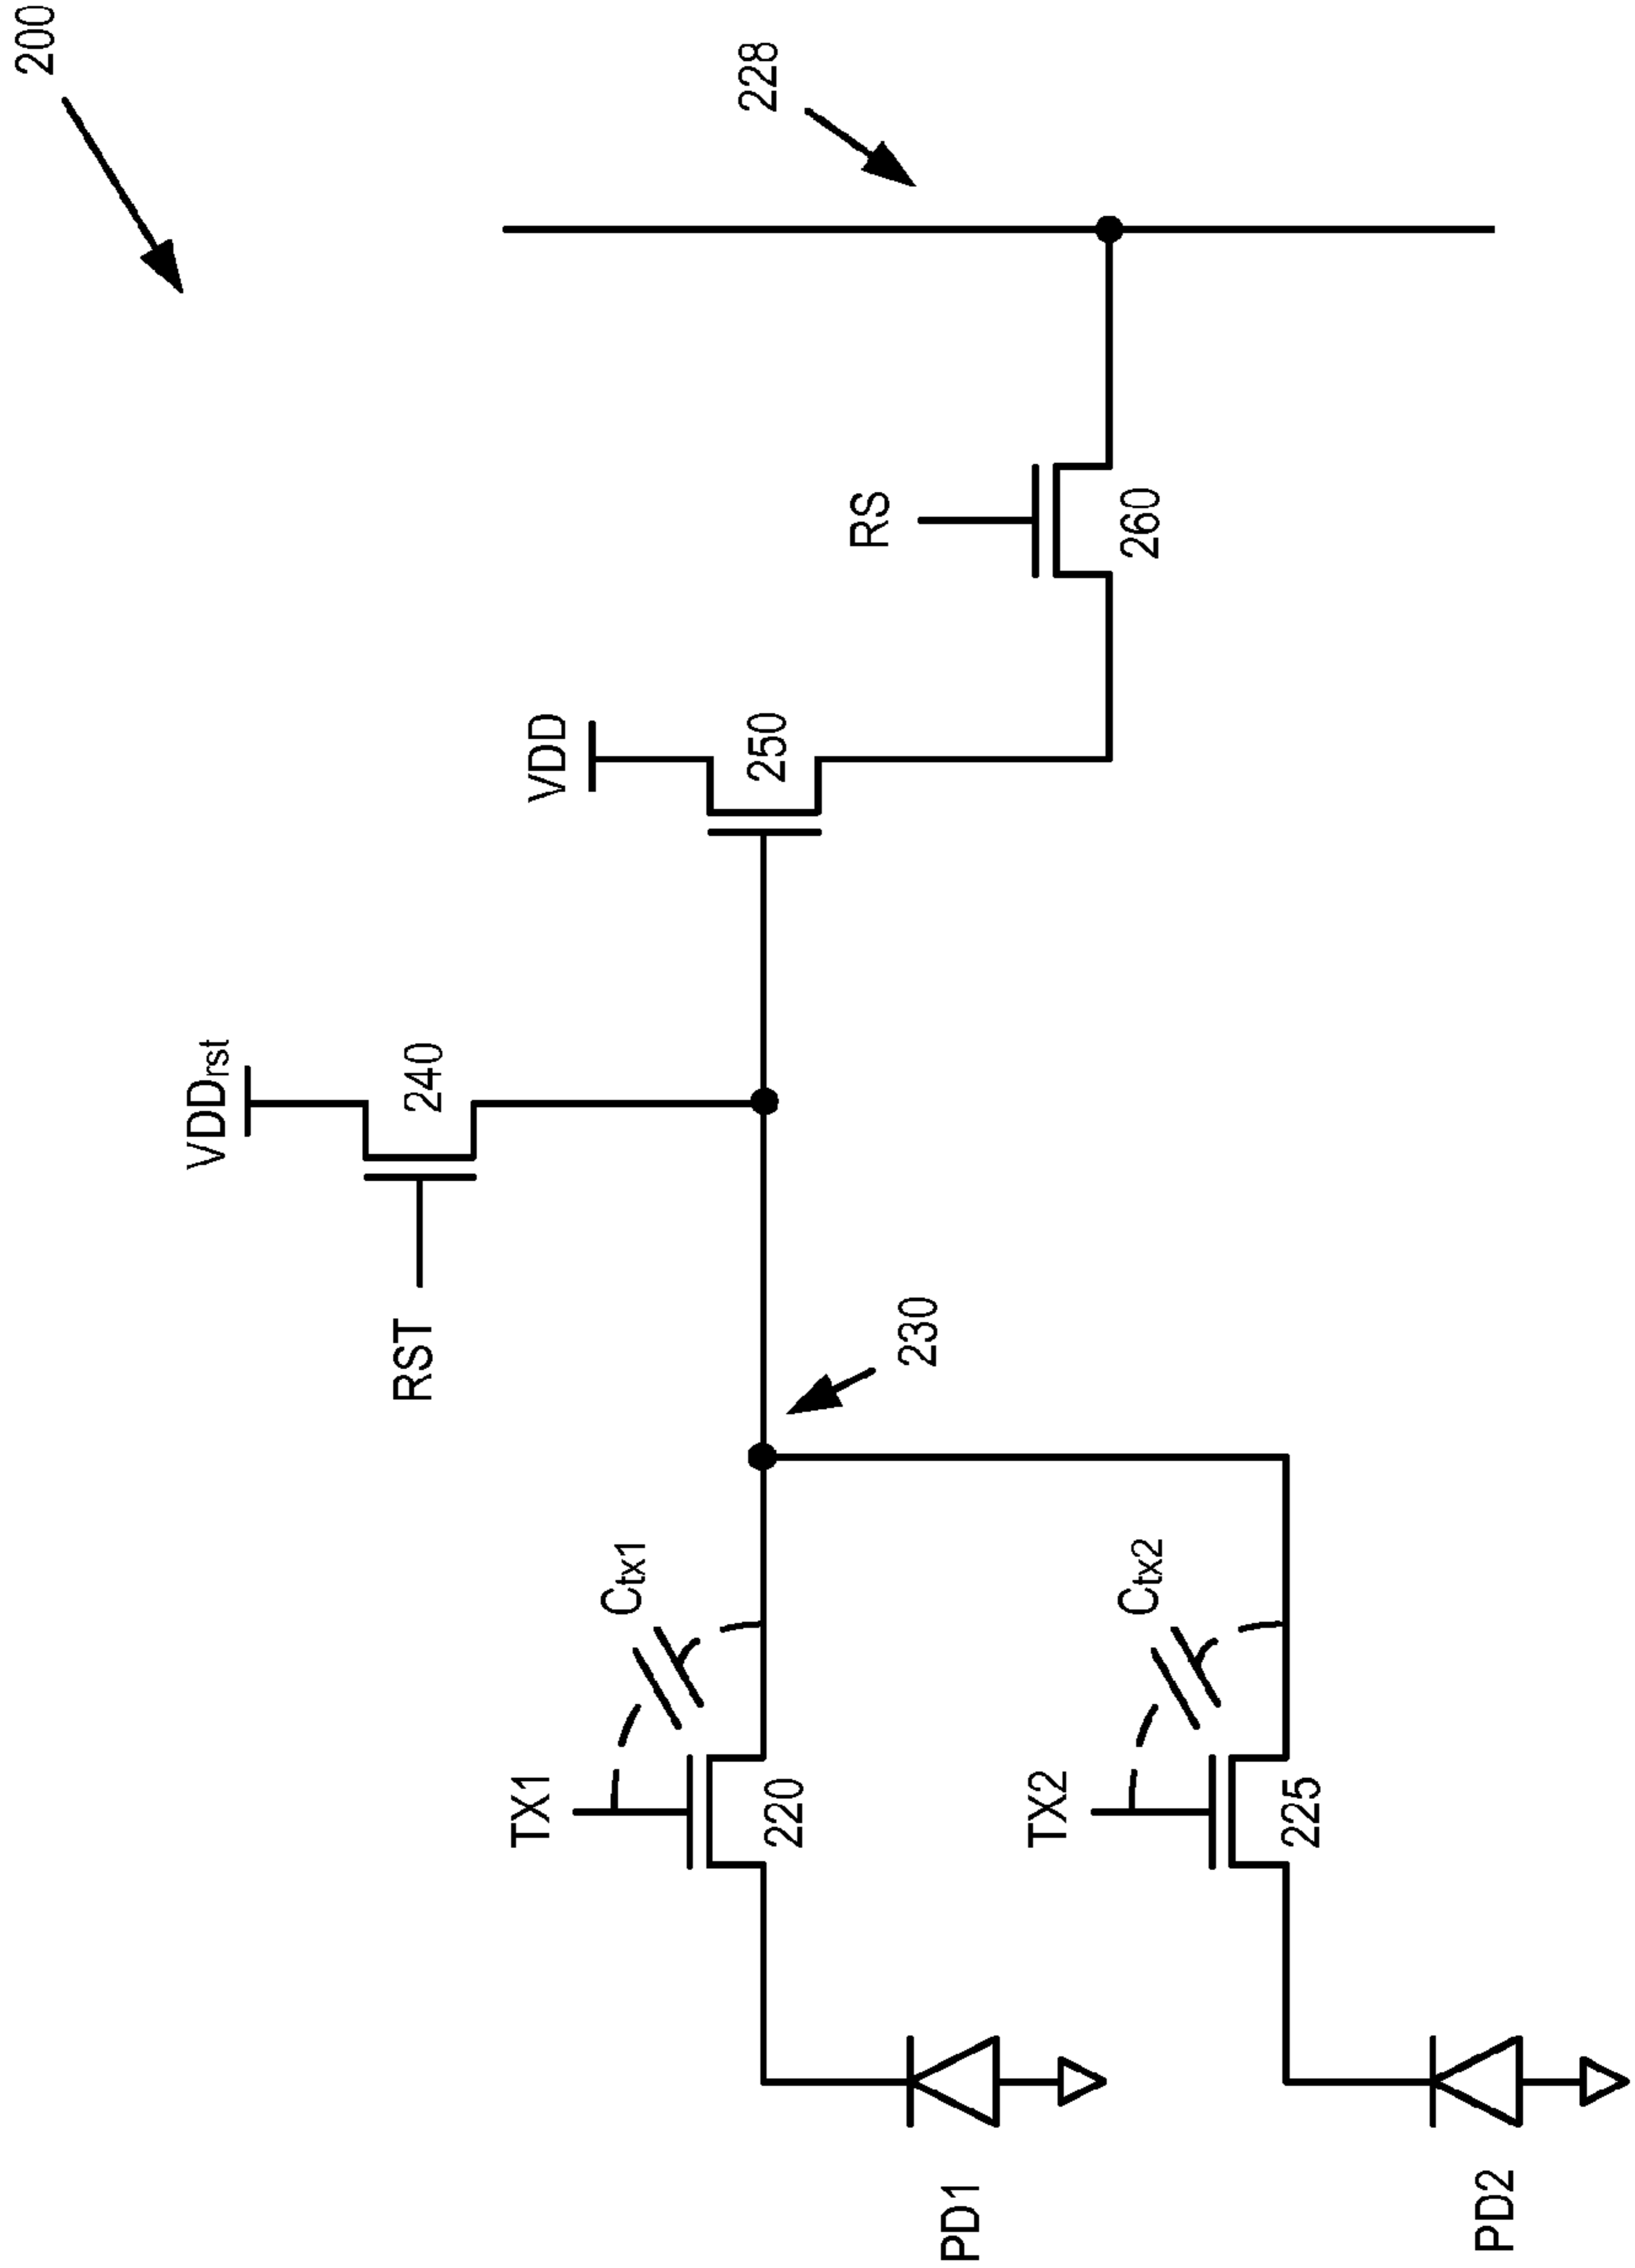 200
VDDrst
RST
240
TX1
VDD
Ctx1
228
220
250
RS
230
PD1
TX2
Ctx2
260
225
PD2